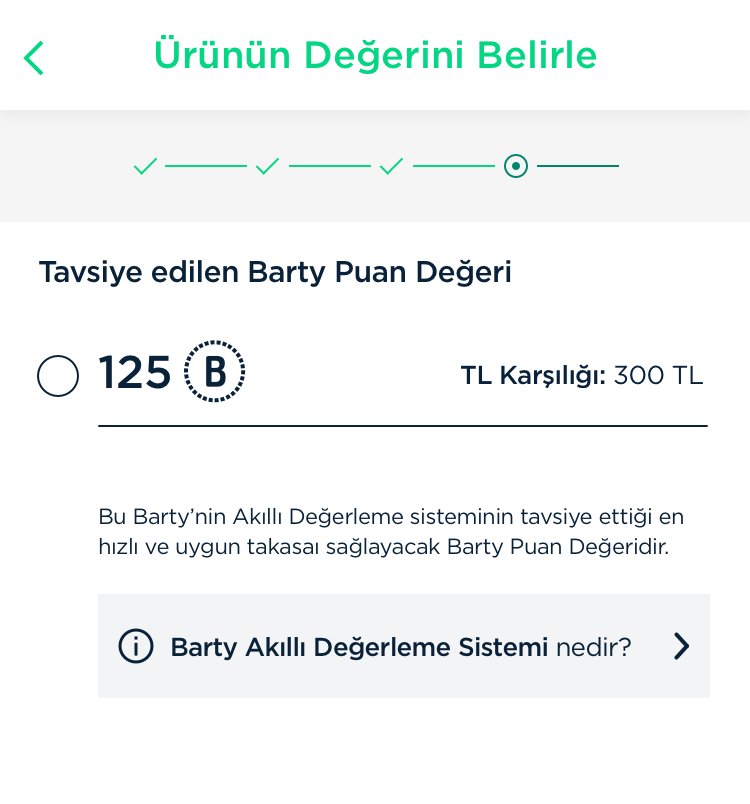 Ürünün Değerini Belirle
Tavsiye edilen Barty Puan Değeri
125 B TL Karşılığı: 300 TL
Bu Barty’nin Akıllı Değerleme sisteminin tavsiye ettiği en
hızlı ve uygun takasaı sağlayacak Barty Puan Değeridir.
Barty Akıllı Değerleme Sistemi nedir?